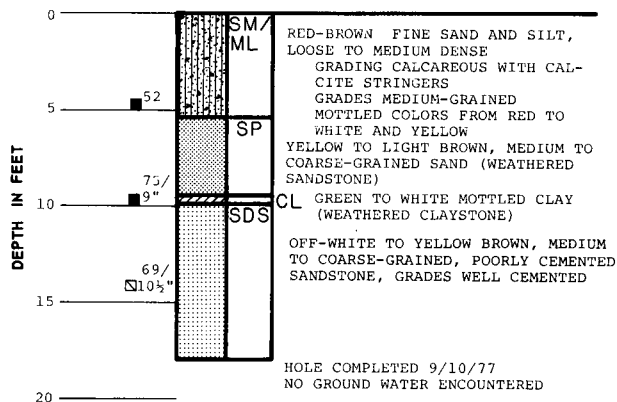 0
SM/
ML
RED-BROWN FINE SAND AND SILT,
LOOSE TO MEDIUM DENSE
GRADING CALCAREOUS WITH CAL-
CITE STRINGERS
GRADES MEDIUM-GRAINED
MOTTLED COLORS FROM RED TO
WHITE AND YELLOW
52
5
SP
YELLOW TO LIGHT BROWN, MEDIUM TO
COARSE-GRAINED SAND (WEATHERED
SANDSTONE)
75/
9"
10
CL
GREEN TO WHITE MOTTLED CLAY
(WEATHERED CLAYSTONE)
SDS
OFF-WHITE TO YELLOW BROWN, MEDIUM
TO COARSE-GRAINED, POORLY CEMENTED
SANDSTONE, GRADES WELL CEMENTED
69/
10½"
15
HOLE COMPLETED 9/10/77
NO GROUND WATER ENCOUNTERED
20
DEPTH IN FEET